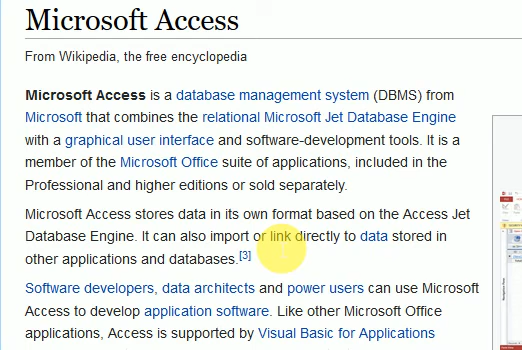 Microsoft Access
From Wikipedia, the free encyclopedia
Microsoft Access is a database management system (DBMS) from
Microsoft that combines the relational Microsoft Jet Database Engine
with a graphical user interface and software-development tools. It is a
member of the Microsoft Office suite of applications, included in the
Professional and higher editions or sold separately.
Microsoft Access stores data in its own format based on the Access Jet
Database Engine. It can also import or link directly to data stored in
other applications and databases.[3]
Software developers, data architects and power users can use Microsoft
Access to develop application software. Like other Microsoft Office
applications, Access is supported by Visual Basic for Applications